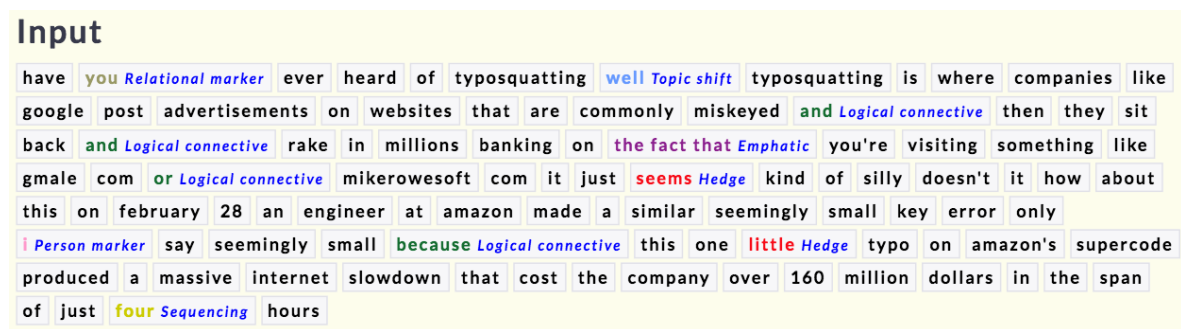 Input
have you Relational marker ever heard of typosquatting well Topic shift typosquatting is where companies like
google post advertisements on websites that are commonly miskeyed and Logical connective then they sit
back and Logical connective rake in millions banking on the fact that Emphatic you're visiting something like
gmale com or Logical connective mikerowesoft com it just seems Hedge kind of silly doesn't it how about
this on february 28 an engineer at amazon made a similar seemingly small key error only
i Person marker say seemingly small because Logical connective this one little Hedge typo on amazon's supercode
produced a massive internet slowdown that cost the company over 160 million dollars in the span
of just four Sequencing hours